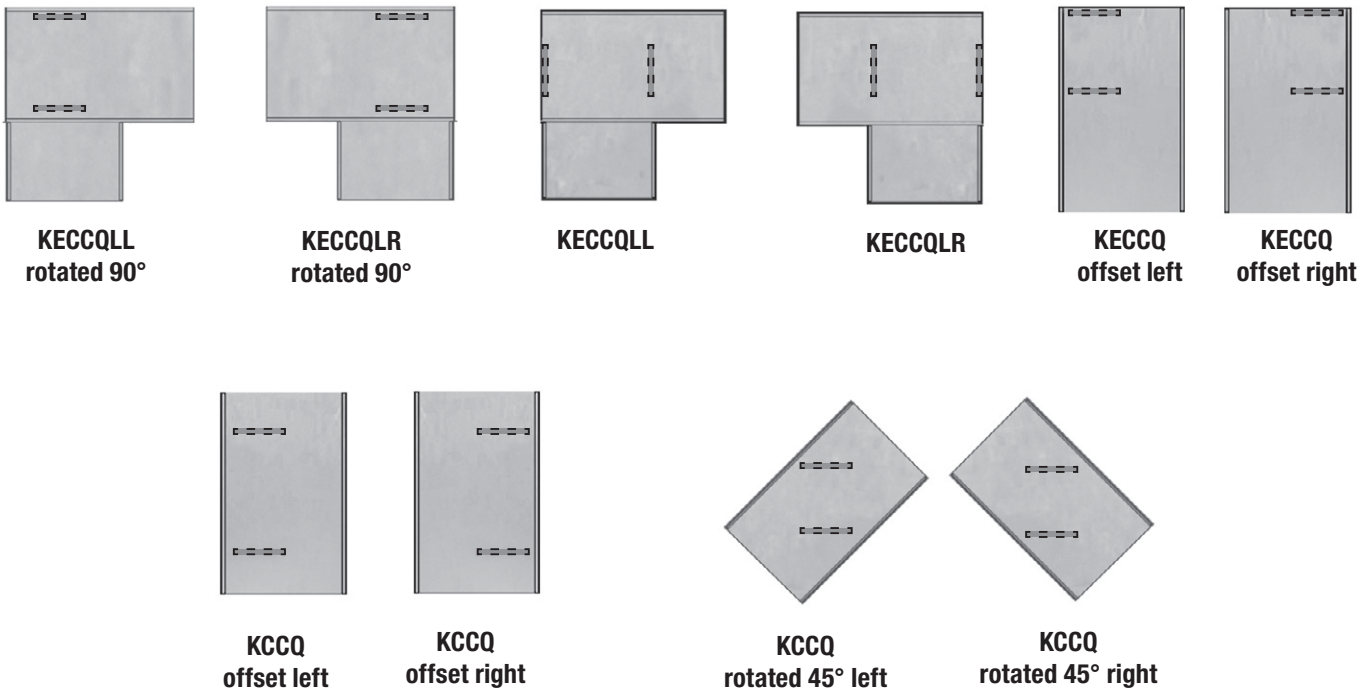 KECCQLL
rotated 90°
KECCQLR
rotated 90°
KECCQLL
KECCQLR
KECCQ
offset left
KECCQ
offset right
KCCQ
offset left
KCCQ
offset right
KCCQ
rotated 45° left
KCCQ
rotated 45° right